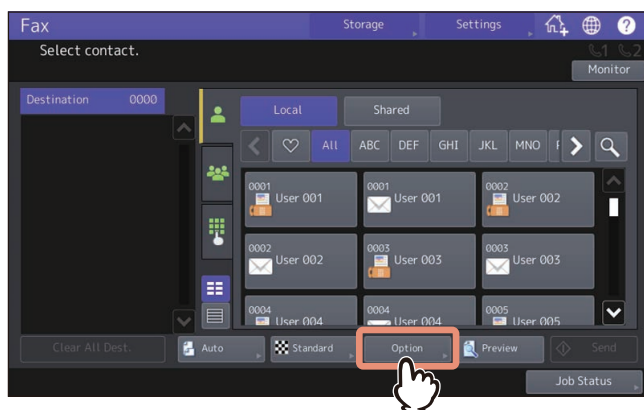 Fax
Storage
Settings
Select contact.
1 2
Monitor
Destination 0000
Local
Shared
All ABC DEF GHI JKL MNO
0001
User 001
0001
User 001
0002
User 002
0002
User 002
0003
User 003
0003
User 003
0004
User 004
0004
User 004
0005
User 005
Clear All Dest.
Auto
Standard
Option
Preview
Send
Job Status